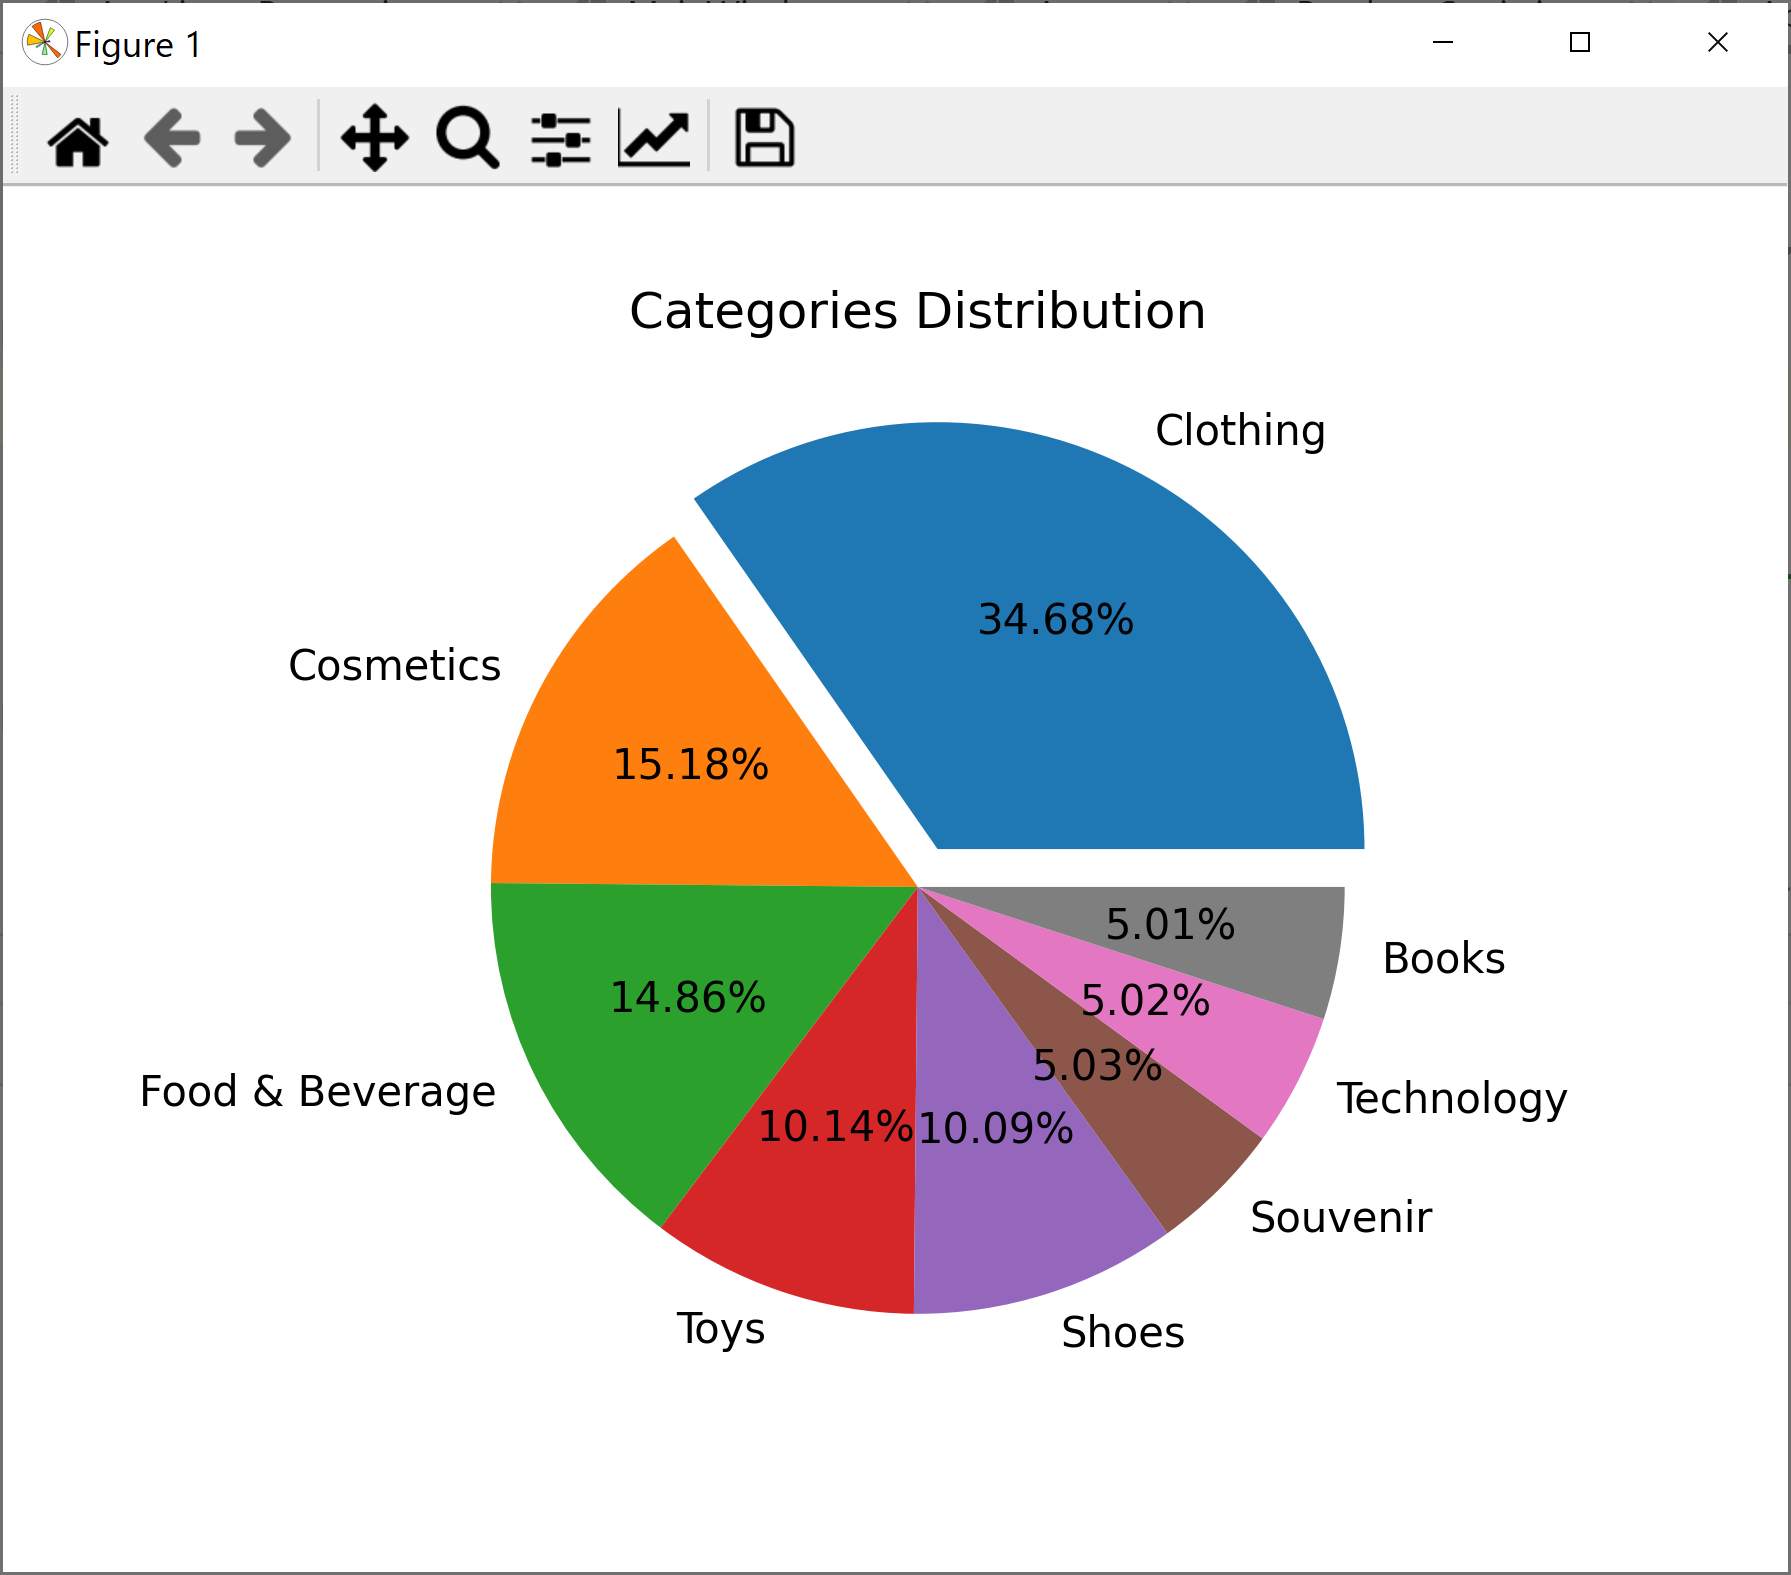 Figure 1
Categories Distribution
Clothing
34.68%
Cosmetics
15.18%
5.01%
Books
14.86%
5.02%
5.03%
Food & Beverage
Technology
10.14%
10.09%
Souvenir
Toys
Shoes